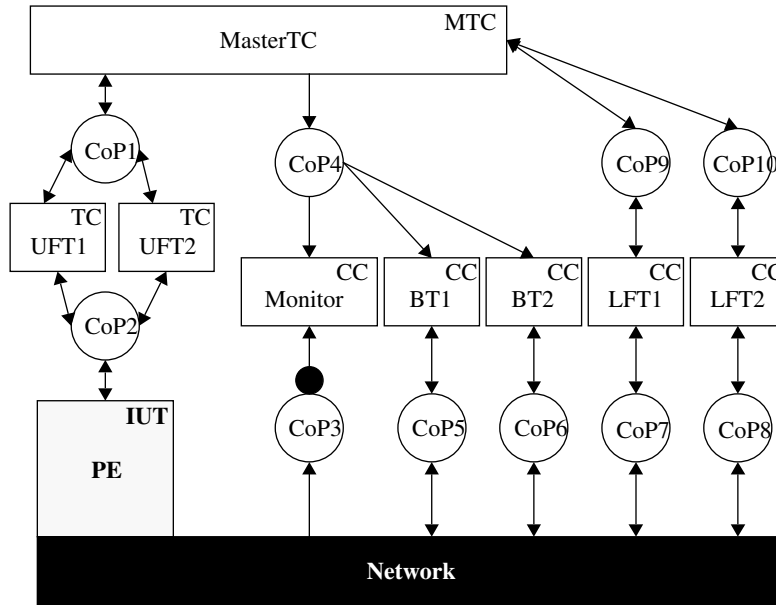 MTC
MasterTC
CoP1
CoP4
CoP9
CoP10
TC
UFT1
TC
UFT2
CC
Monitor
CC
BT1
CC
BT2
CC
LFT1
CC
LFT2
CoP2
IUT
PE
CoP3
CoP5
CoP6
CoP7
CoP8
Network